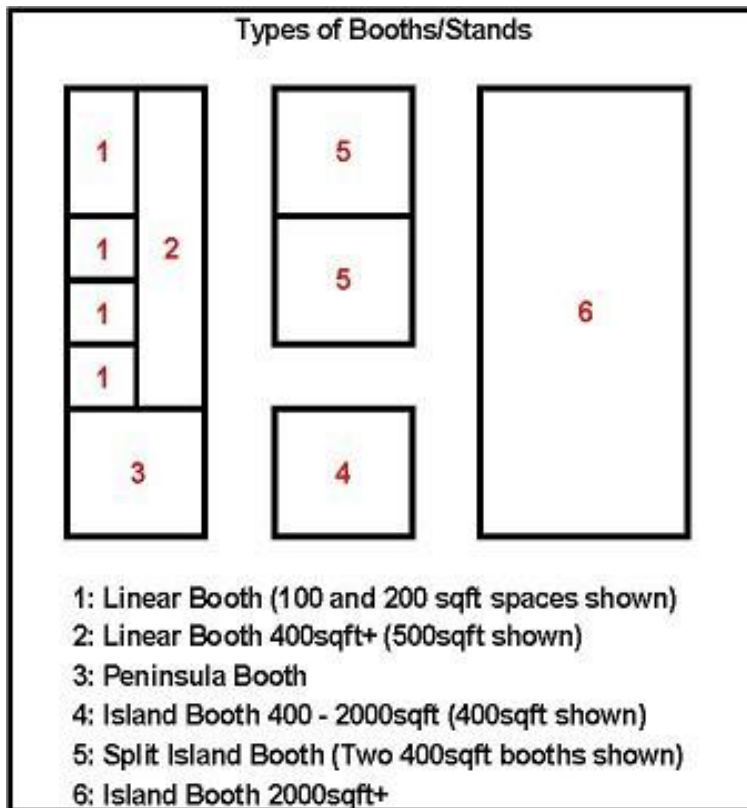 Types of Booths/Stands
1
5
1
2
5
1
6
1
3
4
1: Linear Booth (100 and 200 sqft spaces shown)
2: Linear Booth 400sqft+ (500sqft shown)
3: Peninsula Booth
4: Island Booth 400 - 2000sqft (400sqft shown)
5: Split Island Booth (Two 400sqft booths shown)
6: Island Booth 2000sqft+